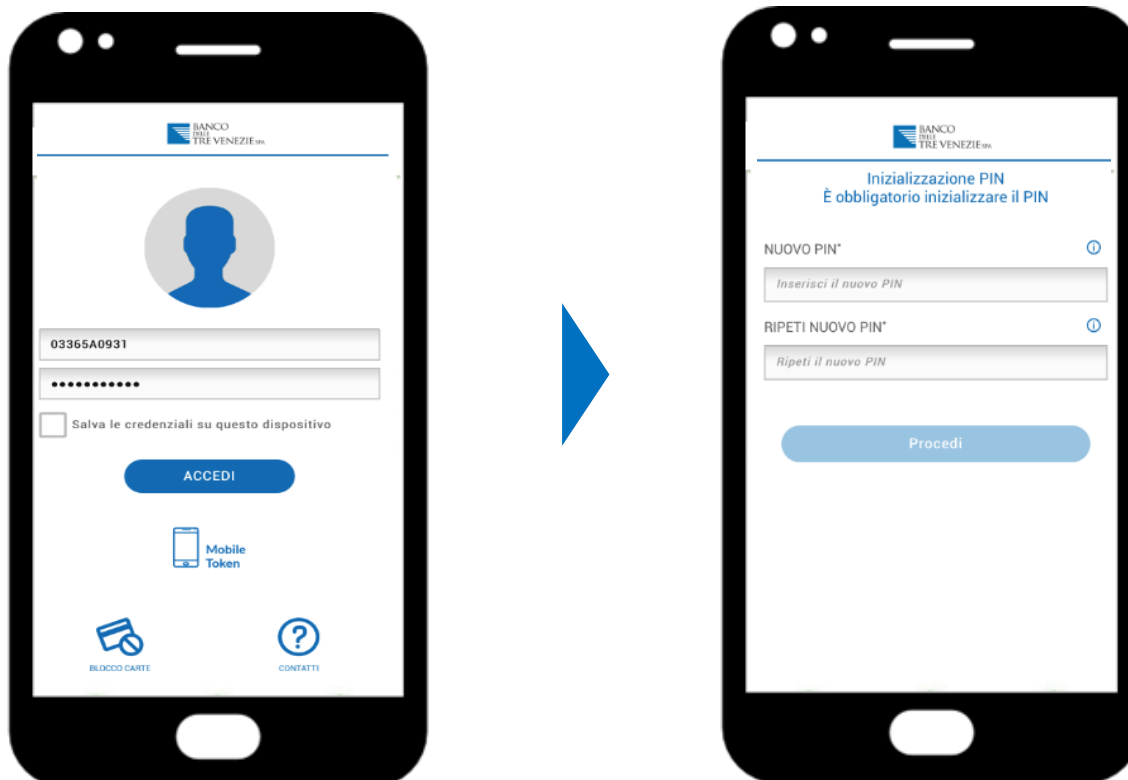 BANCO
DELLE
TRE VENEZIE SPA
03365A0931
•••••••••••
Salva le credenziali su questo dispositivo
ACCEDI
Mobile
Token
BLOCCO CARTE
CONTATTI
BANCO
DELLE
TRE VENEZIE SPA
Inizializzazione PIN
È obbligatorio inizializzare il PIN
NUOVO PIN*
Inserisci il nuovo PIN
RIPETI NUOVO PIN*
Ripeti il nuovo PIN
Procedi